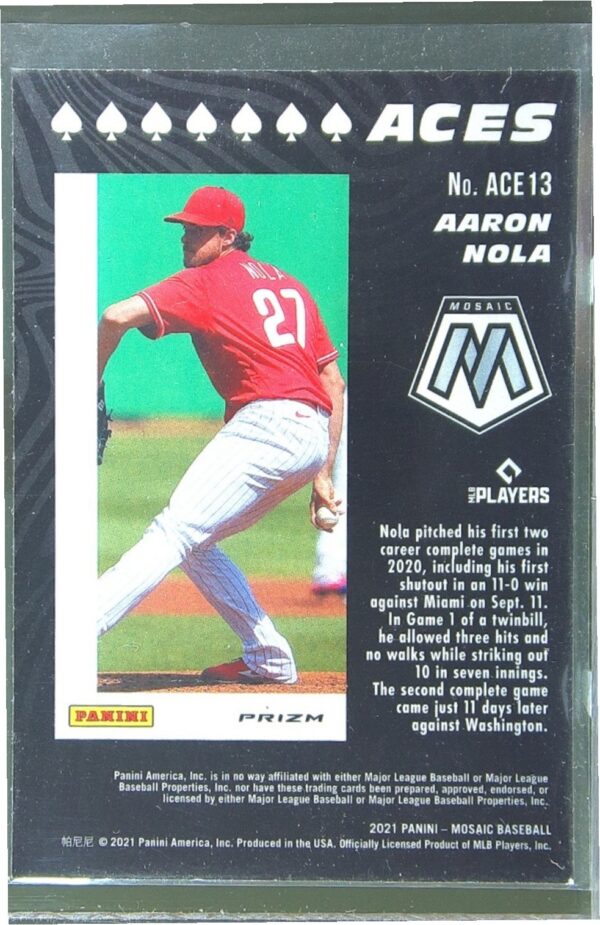 ACES
No. ACE13
AARON
NOLA
MOSAIC
M
NOLA
27
MLB PLAYERS
Nola pitched his first two
career complete games in
2020, including his first
shutout in an 11-0 win
against Miami on Sept. 11.
In Game 1 of a twinbill,
he allowed three hits and
no walks while striking out
10 in seven innings.
The second complete game
came just 11 days later
against Washington.
PANINI
PRIZM
Panini America, Inc. is in no way affiliated with either Major League Baseball or Major League
Baseball Properties, Inc. nor have these trading cards been prepared, approved, endorsed, or
licensed by either Major League Baseball or Major League Baseball Properties, Inc.
2021 PANINI – MOSAIC BASEBALL
帕尼尼 © 2021 Panini America, Inc. Produced in the USA. Officially Licensed Product of MLB Players, Inc.